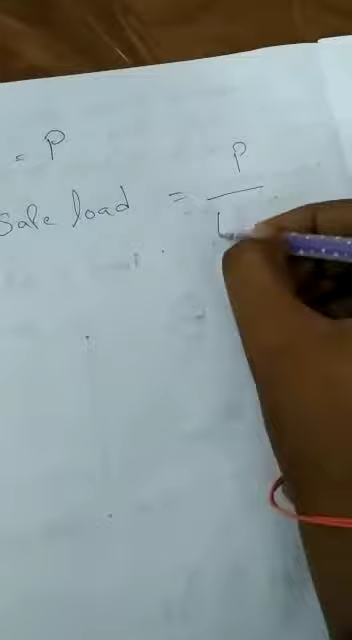 = P
Safe load = P